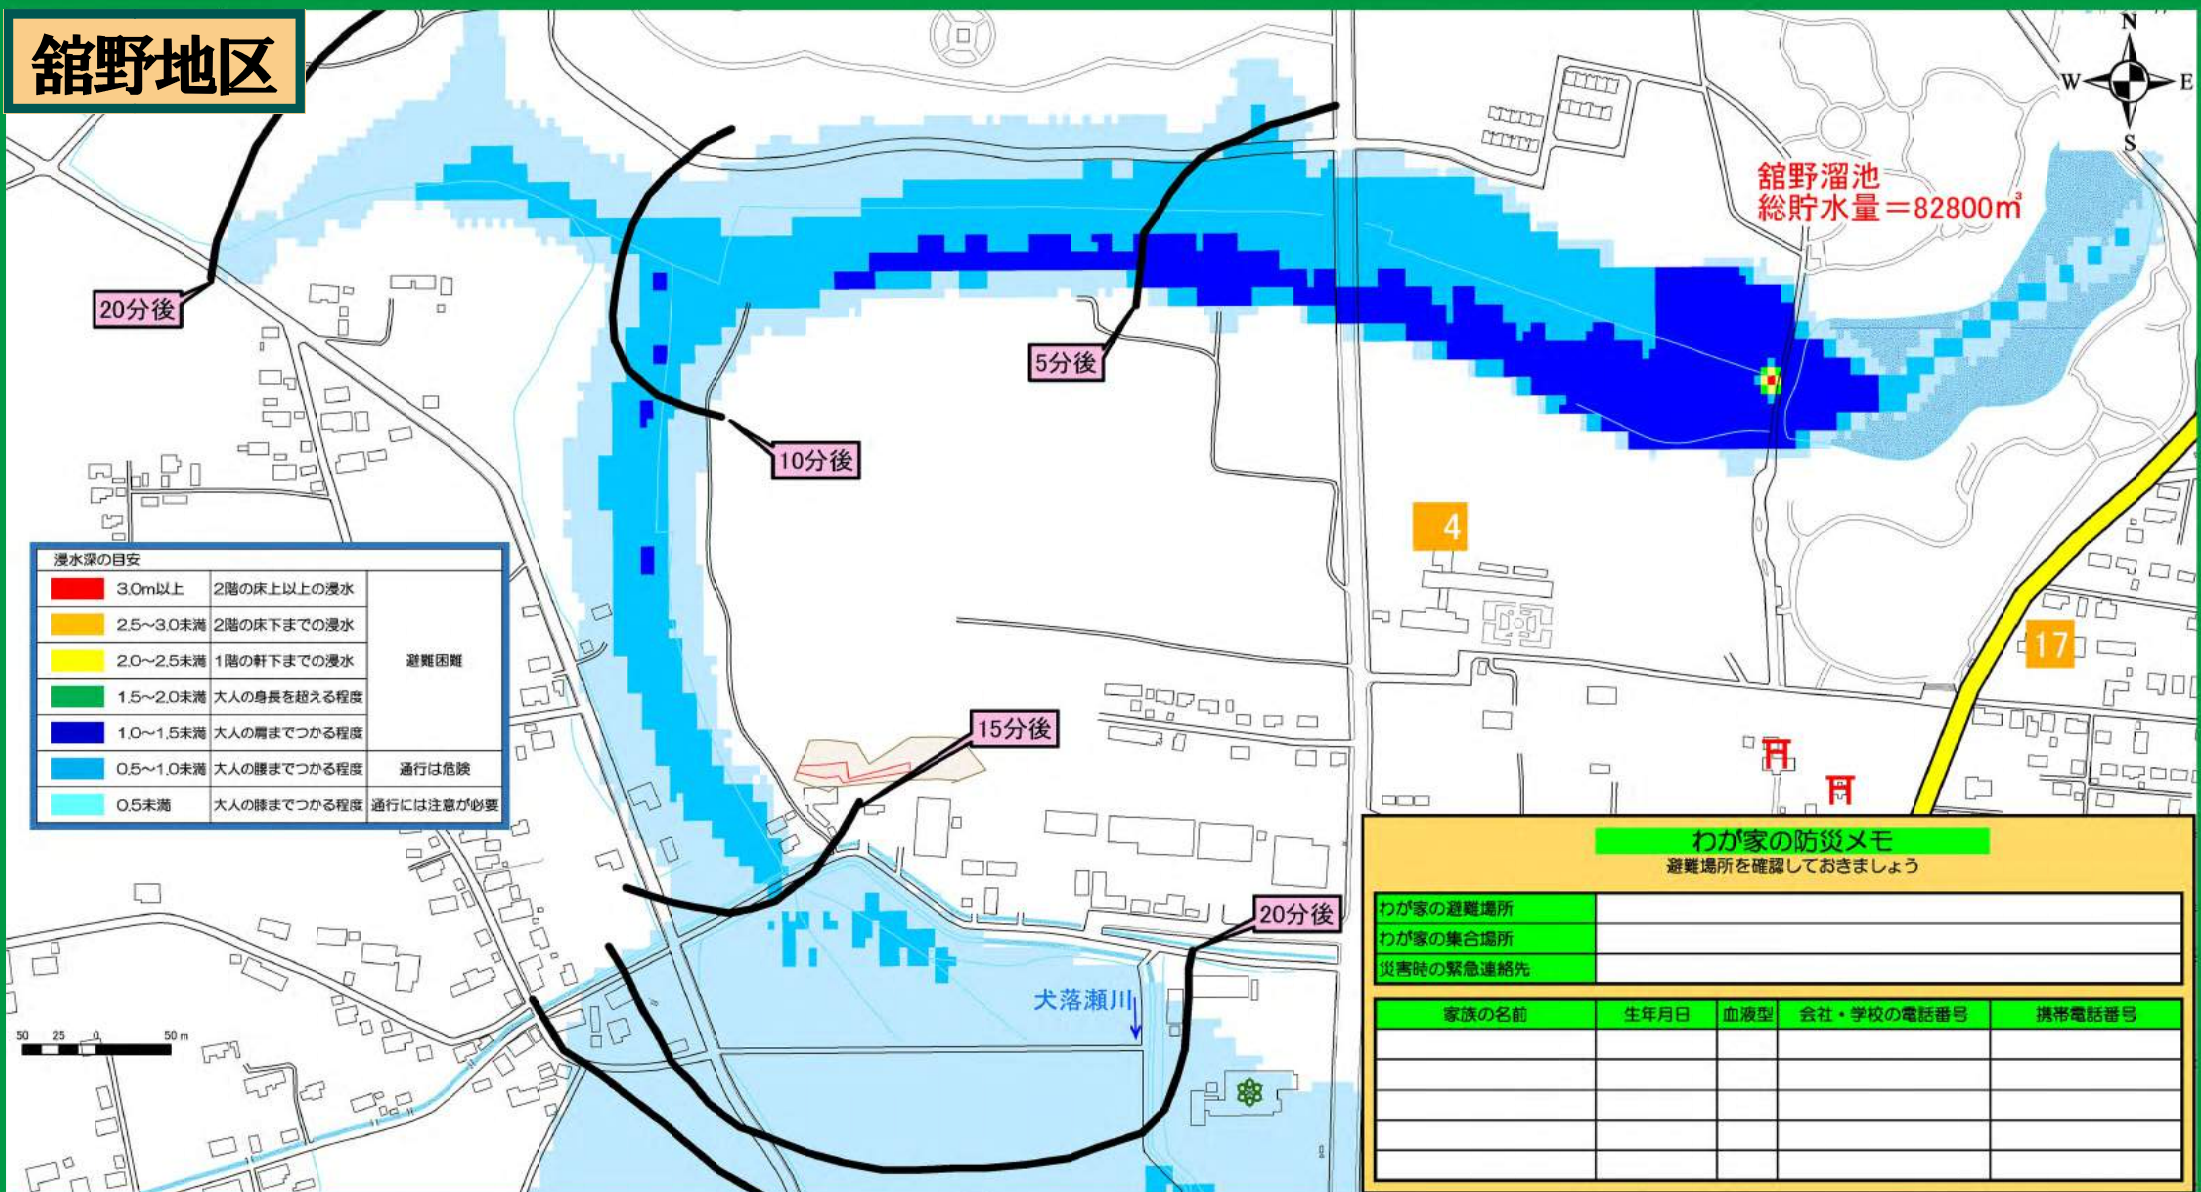 舘野地区
N
W
E
S
舘野溜池
総貯水量＝82800㎥
20分後
5分後
10分後
4
17
浸水深の目安
3.0m以上 2階の床上以上の浸水
2.5～3.0未満 2階の床下までの浸水
2.0～2.5未満 1階の軒下までの浸水
避難困難
1.5～2.0未満 大人の身長を超える程度
1.0～1.5未満 大人の肩までつかる程度
0.5～1.0未満 大人の腰までつかる程度 通行は危険
0.5未満 大人の膝までつかる程度 通行には注意が必要
15分後
20分後
犬落瀬川
50 25 0 50 m
わが家の防災メモ
避難場所を確認しておきましょう
わが家の避難場所
わが家の集合場所
災害時の緊急連絡先
家族の名前 生年月日 血液型 会社・学校の電話番号 携帯電話番号